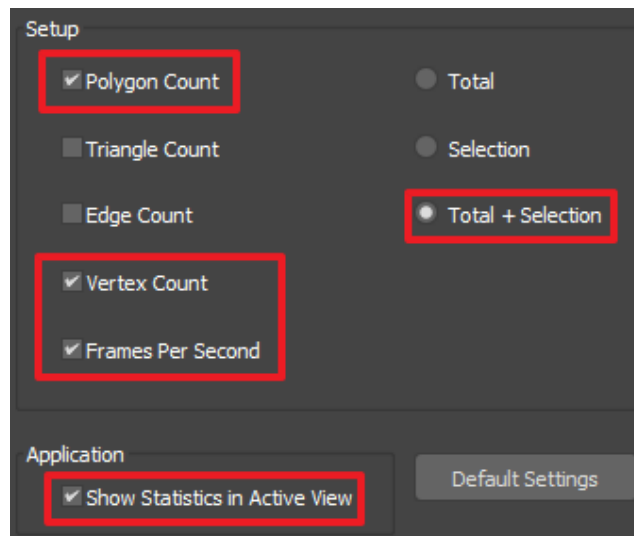 Setup
Polygon Count
Total
Triangle Count
Selection
Edge Count
Total + Selection
Vertex Count
Frames Per Second
Application
Show Statistics in Active View
Default Settings